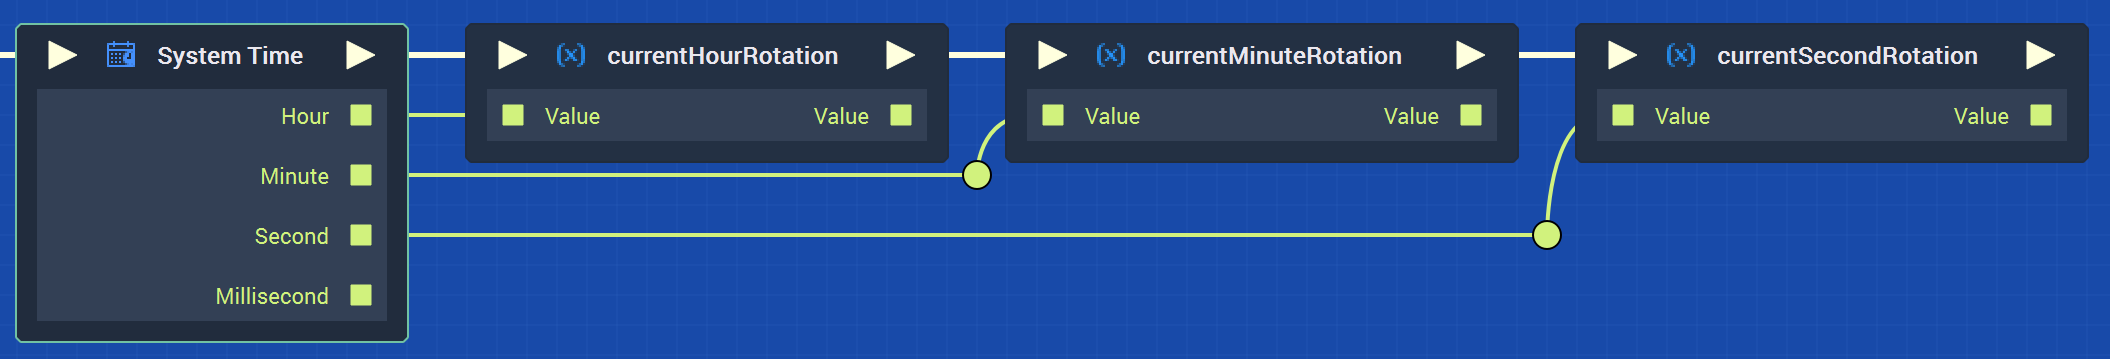 System Time
Hour
Minute
Second
Millisecond
currentHourRotation
Value Value
currentMinuteRotation
Value Value
currentSecondRotation
Value Value